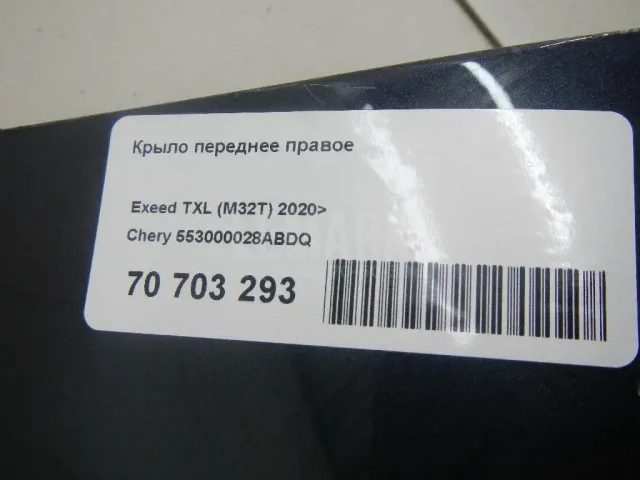 Крыло переднее правое
Exeed TXL (M32T) 2020>
Chery 553000028ABDQ
70 703 293